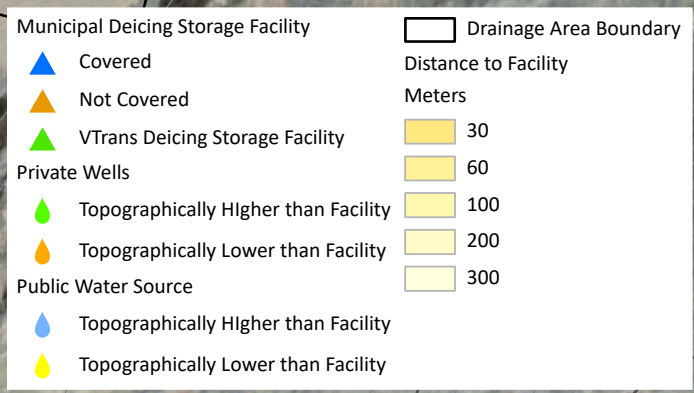 Municipal Deicing Storage Facility
Covered
Not Covered
VTrans Deicing Storage Facility
Private Wells
Topographically HIgher than Facility
Topographically Lower than Facility
Public Water Source
Topographically HIgher than Facility
Topographically Lower than Facility
Drainage Area Boundary
Distance to Facility
Meters
30
60
100
200
300